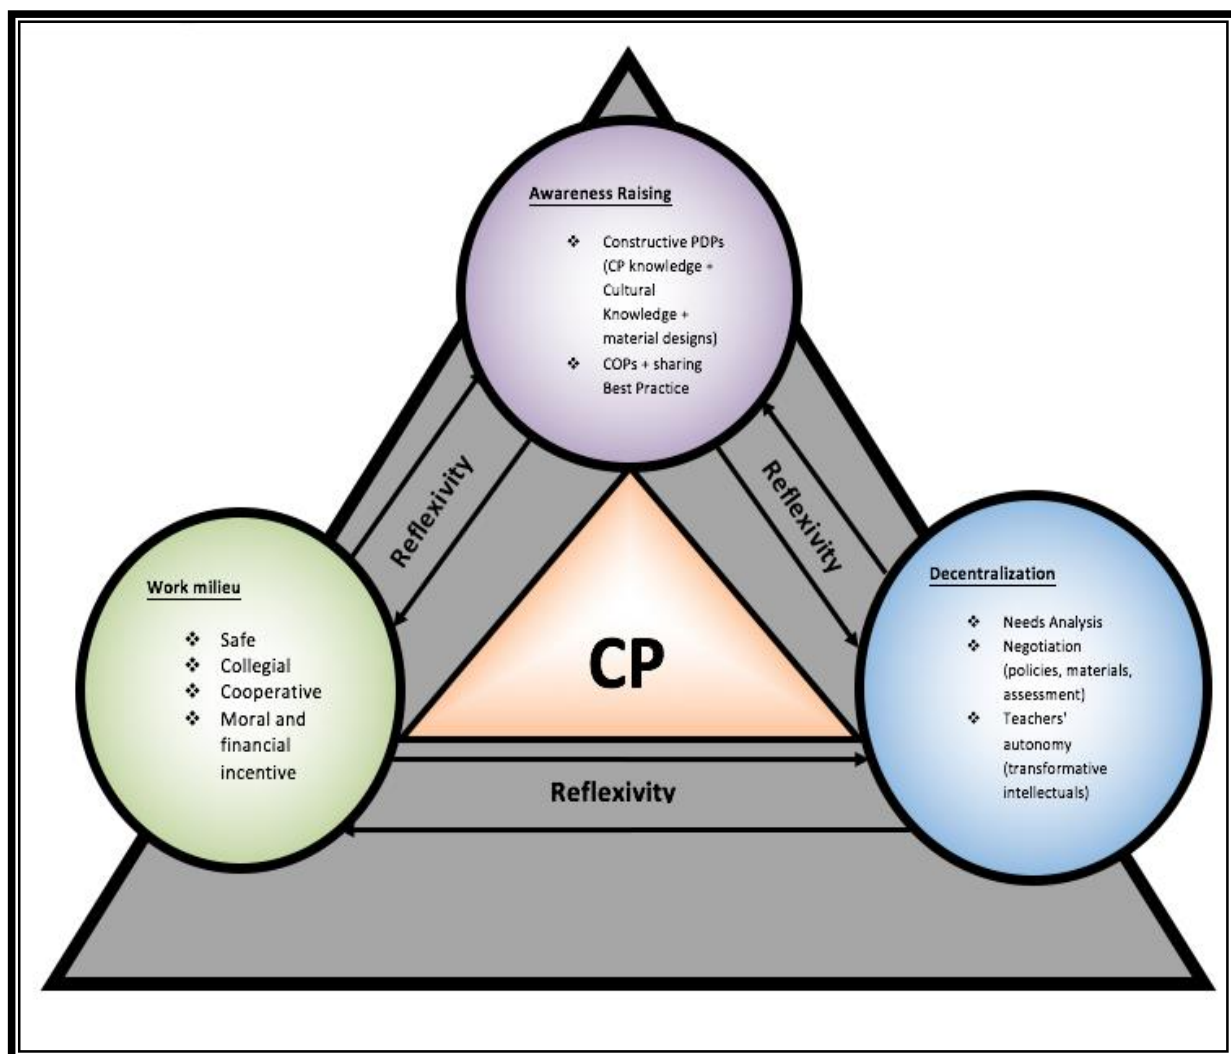 Awareness Raising
❖ Constructive PDPs
(CP knowledge +
Cultural
Knowledge +
material designs)
❖ COPs + sharing
Best Practice
Reflexivity
Reflexivity
Work milieu
❖ Safe
❖ Collegial
❖ Cooperative
❖ Moral and
financial
incentive
CP
Decentralization
❖ Needs Analysis
❖ Negotiation
(policies, materials,
assessment)
❖ Teachers'
autonomy
(transformative
intellectuals)
Reflexivity